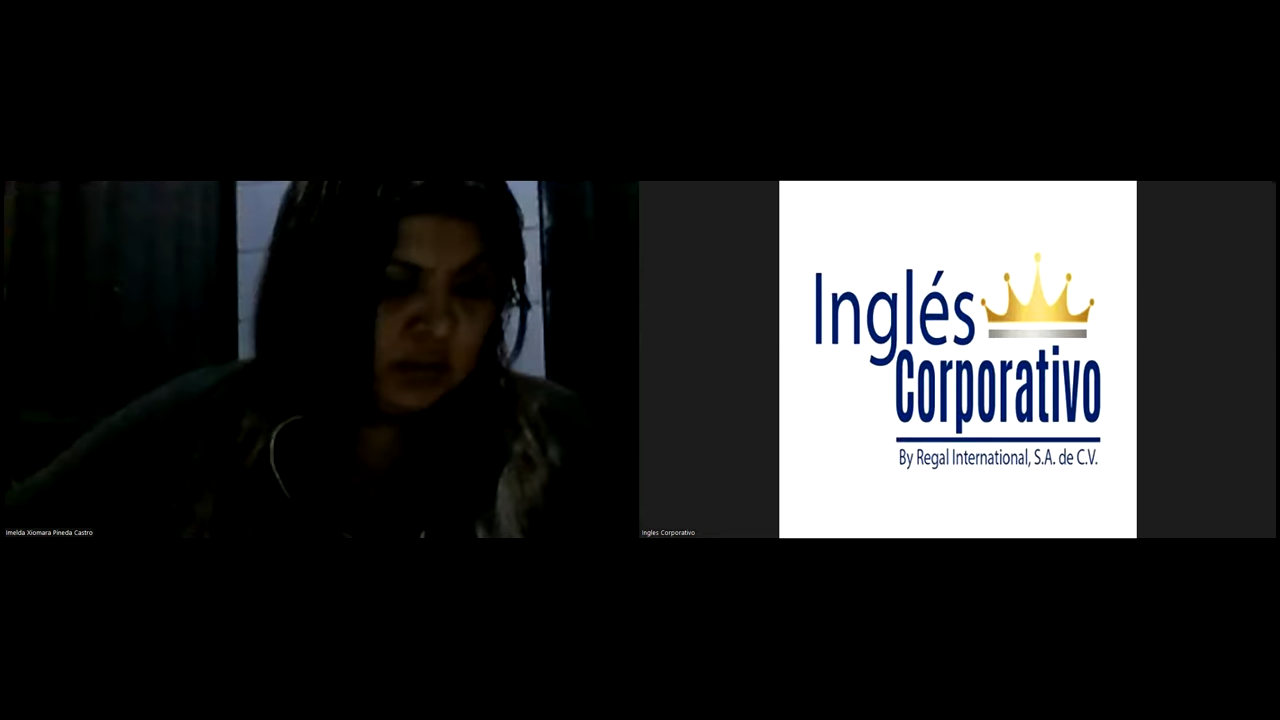 Inglés
Corporativo
By Regal International, S.A. de C.V.
Imelda Xiomara Pineda Castro
Ingles Corporativo